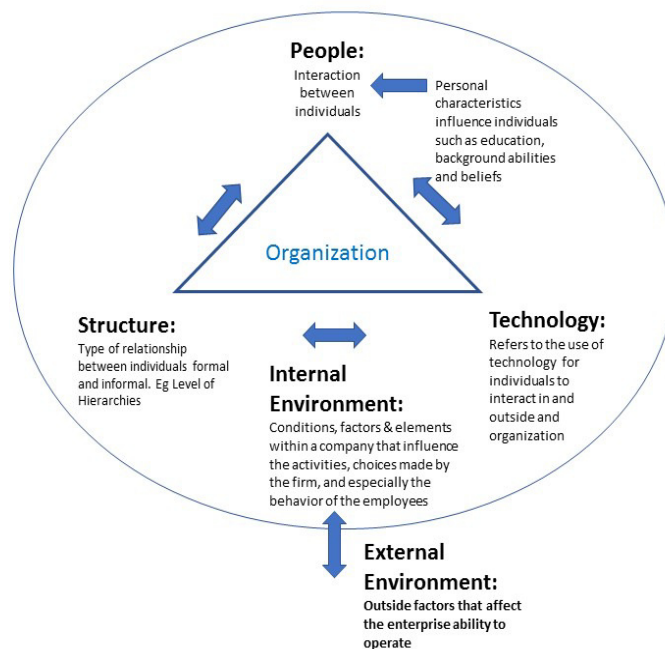 People:
Interaction
between
individuals
Personal
characteristics
influence individuals
such as education,
background abilities
and beliefs
Organization
Structure:
Type of relationship
between individuals formal
and informal. Eg Level of
Hierarchies
Technology:
Refers to the use of
technology for
individuals to
interact in and
outside and
organization
Internal
Environment:
Conditions, factors & elements
within a company that influence
the activities, choices made by
the firm, and especially the
behavior of the employees
External
Environment:
Outside factors that affect
the enterprise ability to
operate